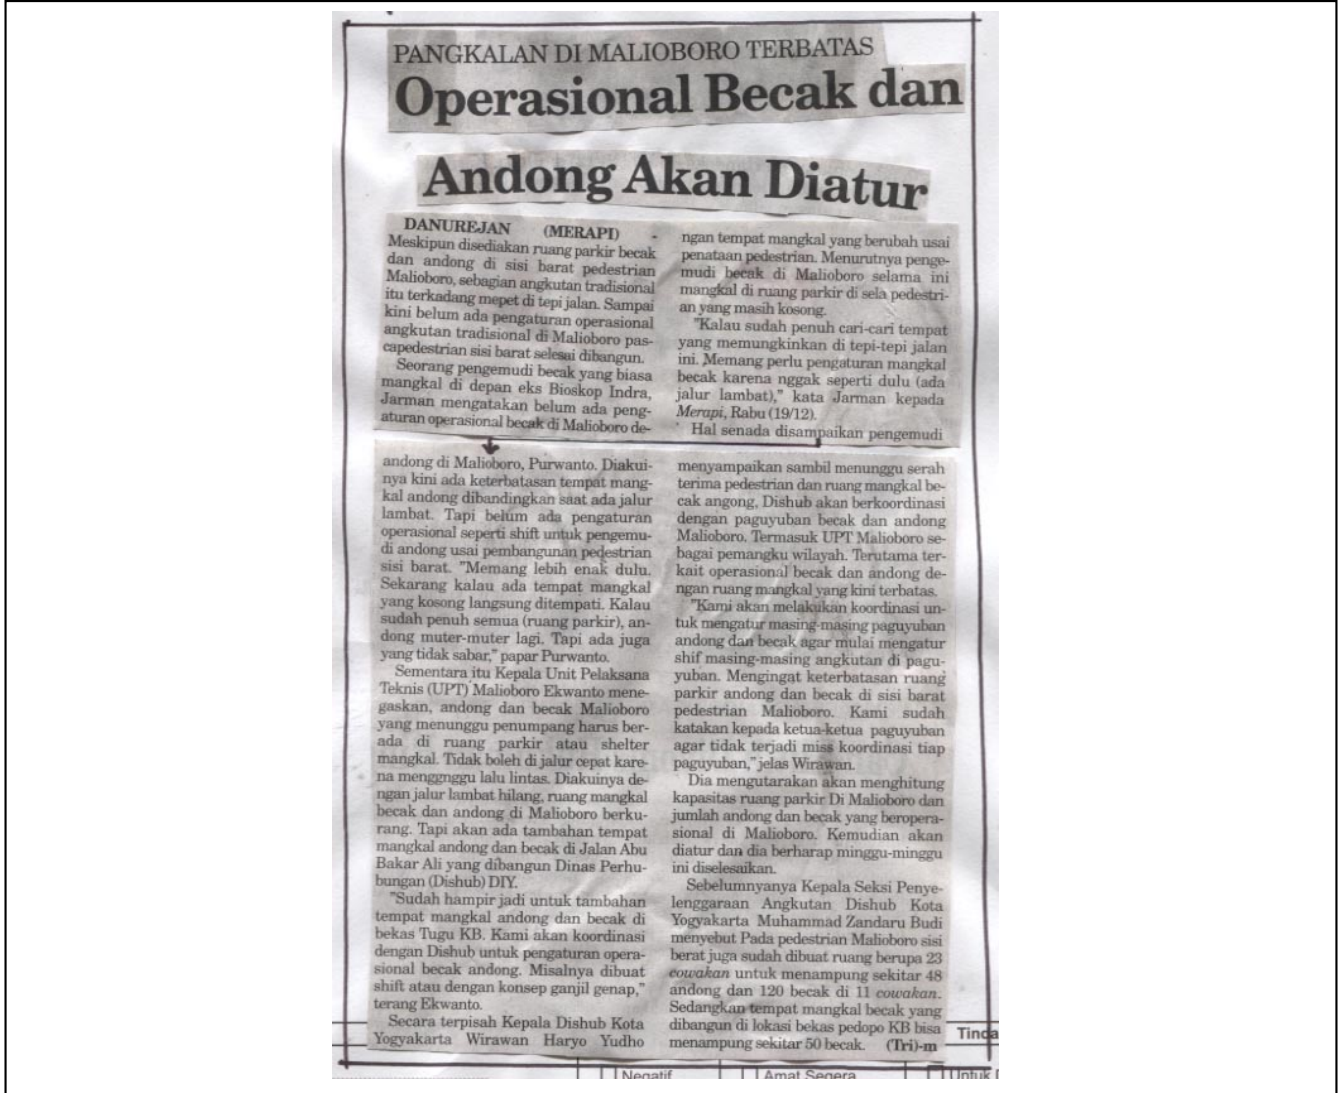 PANGKALAN DI MALIOBORO TERBATAS
Operasional Becak dan
Andong Akan Diatur
DANUREJAN (MERAPI) -
Meskipun disediakan ruang parkir becak
dan andong di sisi barat pedestrian
Malioboro, sebagian angkutan tradisional
itu terkadang mepet di tepi jalan. Sampai
kini belum ada pengaturan operasional
angkutan tradisional di Malioboro pas-
capedestrian sisi barat selesai dibangun.
Seorang pengemudi becak yang biasa
mangkal di depan eks Bioskop Indra,
Jarman mengatakan belum ada peng-
aturan operasional becak di Malioboro de-
ngan tempat mangkal yang berubah usai
penataan pedestrian. Menurutnya penge-
mudi becak di Malioboro selama ini
mangkal di ruang parkir di sela pedestri-
an yang masih kosong.
"Kalau sudah penuh cari-cari tempat
yang memungkinkan di tepi-tepi jalan
ini. Memang perlu pengaturan mangkal
becak karena nggak seperti dulu (ada
jalur lambat)," kata Jarman kepada
Merapi, Rabu (19/12).
Hal senada disampaikan pengemudi
andong di Malioboro, Purwanto. Diakui-
nya kini ada keterbatasan tempat mang-
kal andong dibandingkan saat ada jalur
lambat. Tapi belum ada pengaturan
operasional seperti shift untuk pengemu-
di andong usai pembangunan pedestrian
sisi barat. "Memang lebih enak dulu.
Sekarang kalau ada tempat mangkal
yang kosong langsung ditempati. Kalau
sudah penuh semua (ruang parkir), an-
dong muter-muter lagi. Tapi ada juga
yang tidak sabar," papar Purwanto.
Sementara itu Kepala Unit Pelaksana
Teknis (UPT) Malioboro Ekwanto mene-
gaskan, andong dan becak Malioboro
yang menunggu penumpang harus ber-
ada di ruang parkir atau shelter
mangkal. Tidak boleh di jalur cepat kare-
na menggnggu lalu lintas. Diakuinya de-
ngan jalur lambat hilang, ruang mangkal
becak dan andong di Malioboro berku-
rang. Tapi akan ada tambahan tempat
mangkal andong dan becak di Jalan Abu
Bakar Ali yang dibangun Dinas Perhu-
bungan (Dishub) DIY.
"Sudah hampir jadi untuk tambahan
tempat mangkal andong dan becak di
bekas Tugu KB. Kami akan koordinasi
dengan Dishub untuk pengaturan opera-
sional becak andong. Misalnya dibuat
shift atau dengan konsep ganjil genap,"
terang Ekwanto.
Secara terpisah Kepala Dishub Kota
Yogyakarta Wirawan Haryo Yudho
menyampaikan sambil menunggu serah
terima pedestrian dan ruang mangkal be-
cak angong, Dishub akan berkoordinasi
dengan paguyuban becak dan andong
Malioboro. Termasuk UPT Malioboro se-
bagai pemangku wilayah. Terutama ter-
kait operasional becak dan andong de-
ngan ruang mangkal yang kini terbatas.
"Kami akan melakukan koordinasi un-
tuk mengatur masing-masing paguyuban
andong dan becak agar mulai mengatur
shif masing-masing angkutan di pagu-
yuban. Mengingat keterbatasan ruang
parkir andong dan becak di sisi barat
pedestrian Malioboro. Kami sudah
katakan kepada ketua-ketua paguyuban
agar tidak terjadi miss koordinasi tiap
paguyuban," jelas Wirawan.
Dia mengutarakan akan menghitung
kapasitas ruang parkir Di Malioboro dan
jumlah andong dan becak yang beropera-
sional di Malioboro. Kemudian akan
diatur dan dia berharap minggu-minggu
ini diselesaikan.
Sebelumnyanya Kepala Seksi Penye-
lenggaraan Angkutan Dishub Kota
Yogyakarta Muhammad Zandaru Budi
menyebut Pada pedestrian Malioboro sisi
berat juga sudah dibuat ruang berupa 23
cowakan untuk menampung sekitar 48
andong dan 120 becak di 11 cowakan.
Sedangkan tempat mangkal becak yang
dibangun di lokasi bekas pedopo KB bisa
menampung sekitar 50 becak. (Tri)-m
Tinda
Negatif
Amat Segera
Untuk